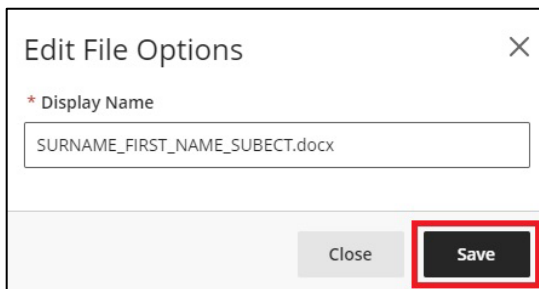 Edit File Options
* Display Name
SURNAME_FIRST_NAME_SUBECT.docx
Close
Save